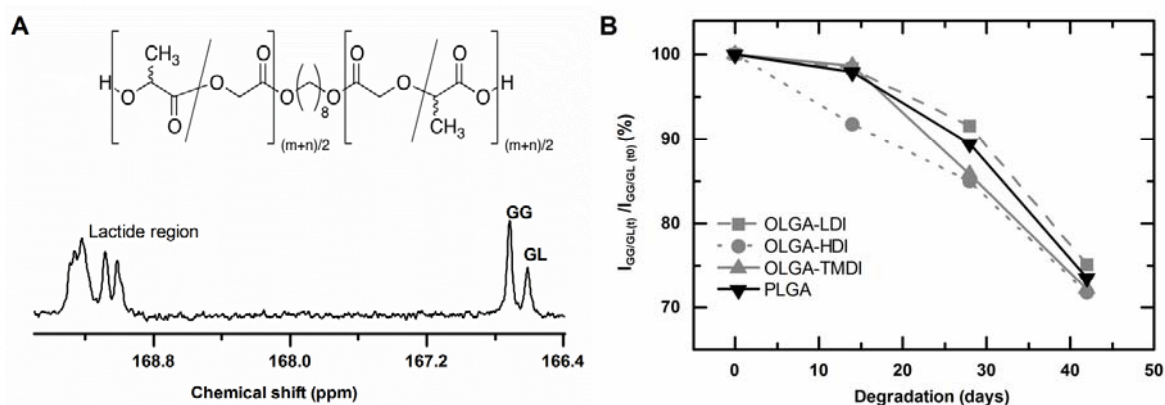 A
CH3
O
O
O
O
H
O
O
O
O
8
O
O
O
O
H
CH3
(m+n)/2
(m+n)/2
Lactide region
GG
GL
168.8
168.0
167.2
166.4
Chemical shift (ppm)
B
100
90
80
70
I GG/GL(t) /I GG/GL (t0) (%)
OLGA-LDI
OLGA-HDI
OLGA-TMDI
PLGA
0
10
20
30
40
50
Degradation (days)